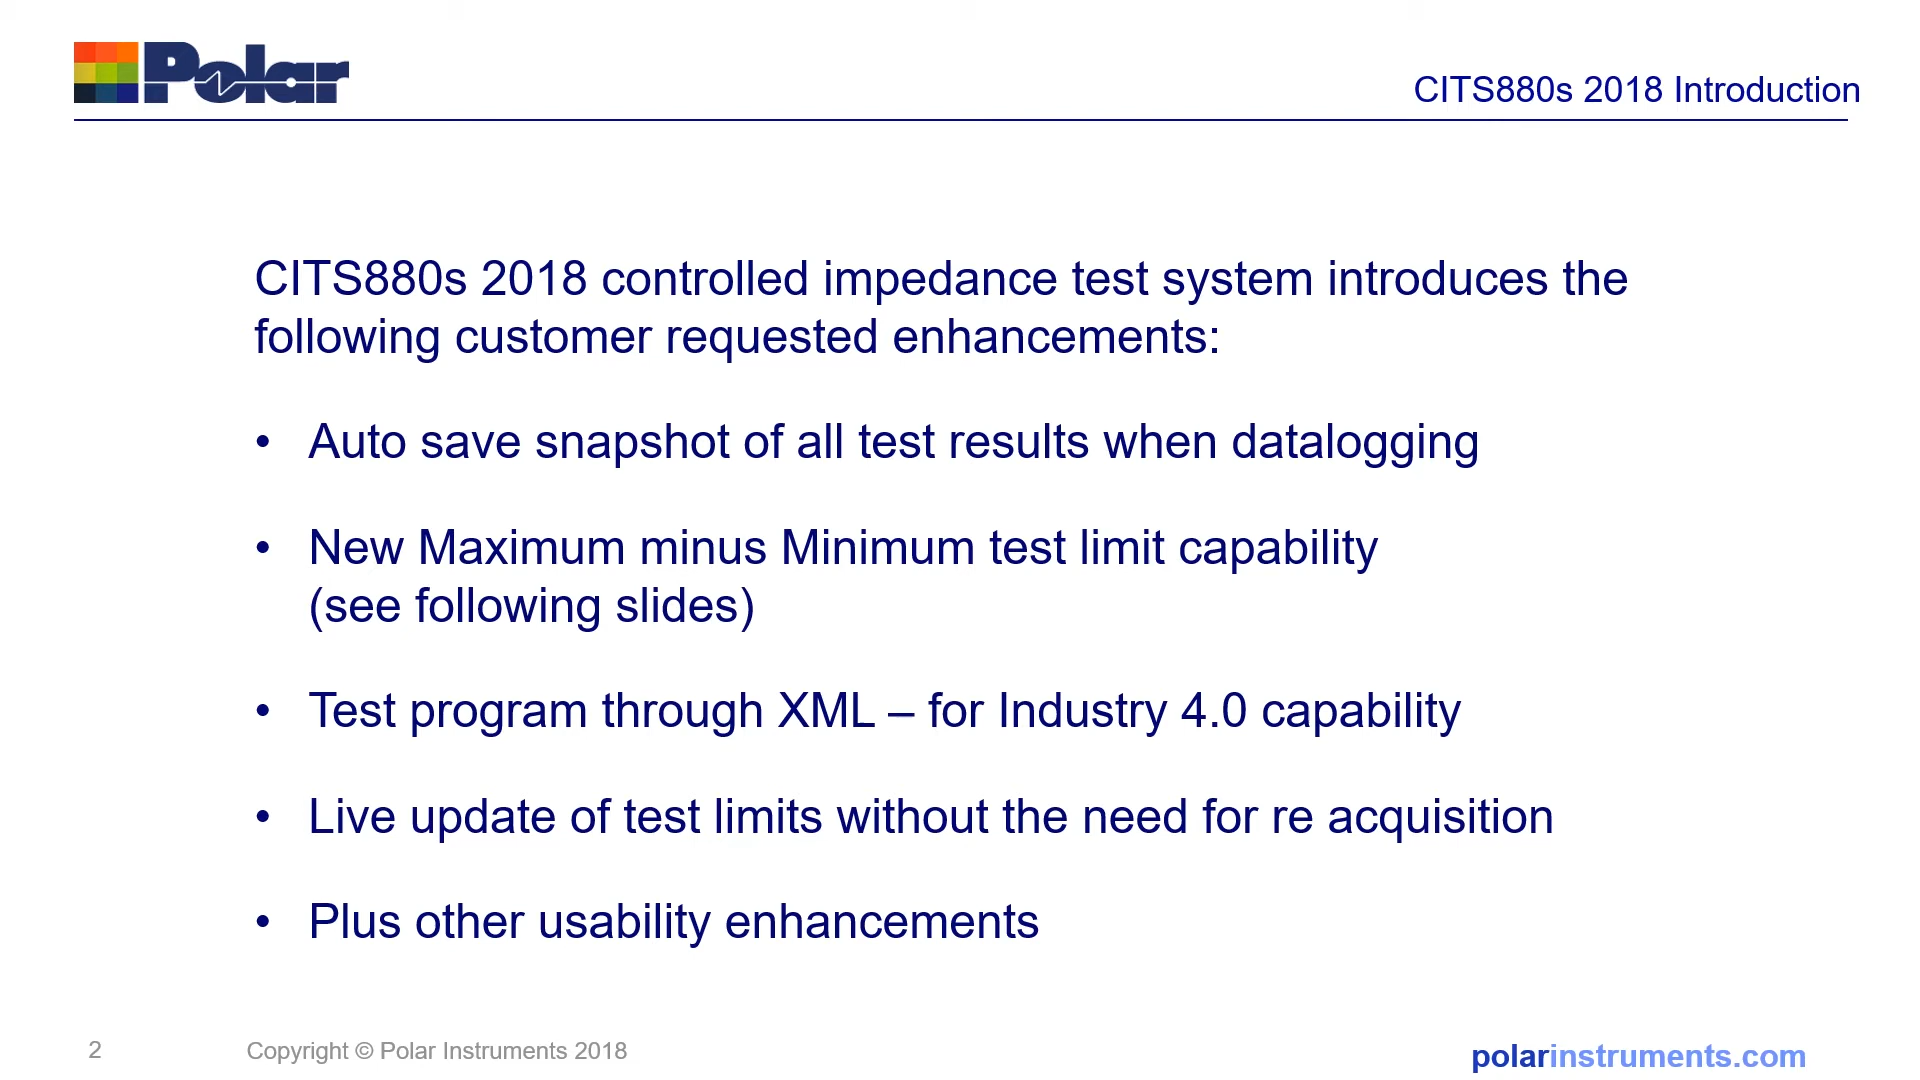 Polar
CITS880s 2018 Introduction
CITS880s 2018 controlled impedance test system introduces the
following customer requested enhancements:
• Auto save snapshot of all test results when datalogging
• New Maximum minus Minimum test limit capability
(see following slides)
• Test program through XML – for Industry 4.0 capability
• Live update of test limits without the need for re acquisition
• Plus other usability enhancements
2
Copyright © Polar Instruments 2018
polarinstruments.com